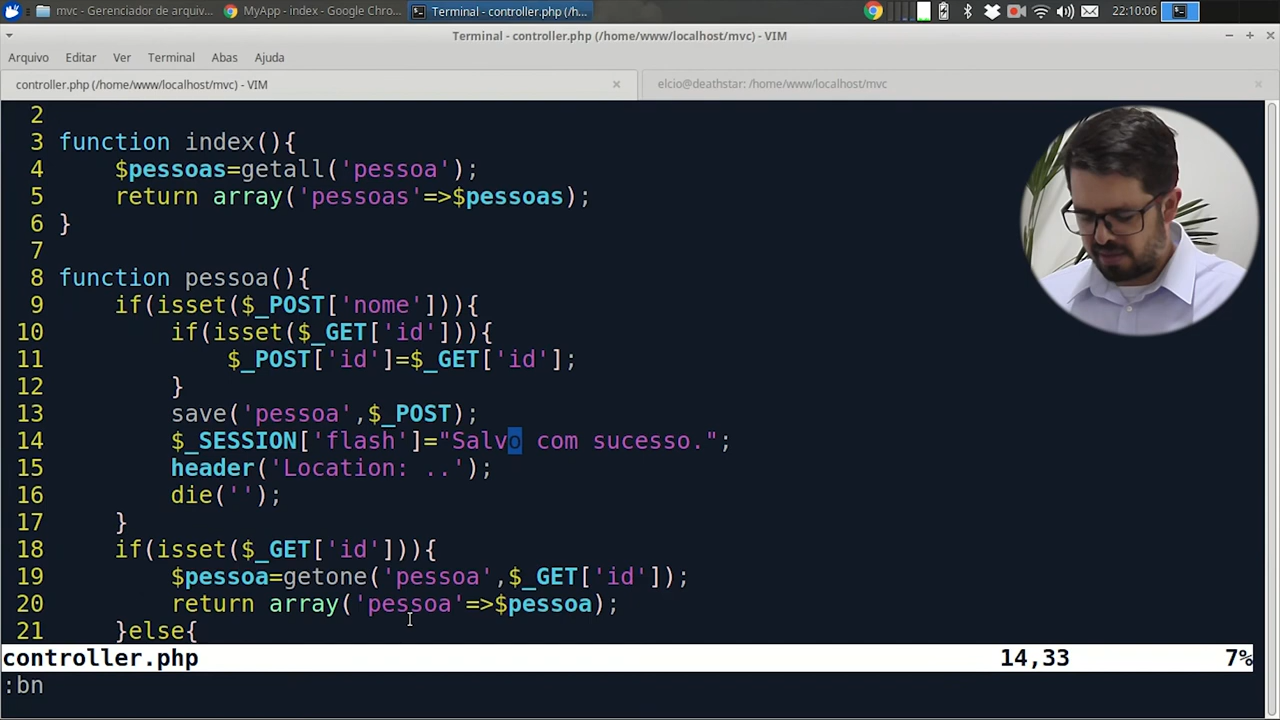 mvc - Gerenciador de arquiv...
MyApp - index - Google Chro...
Terminal - controller.php (/h...
22:10:06
Terminal - controller.php (/home/www/localhost/mvc) - VIM
Arquivo Editar Ver Terminal Abas Ajuda
controller.php (/home/www/localhost/mvc) - VIM
elcio@deathstar: /home/www/localhost/mvc
2
3 function index(){
4     $pessoas=getall('pessoa');
5     return array('pessoas'=>$pessoas);
6 }
7
8 function pessoa(){
9     if(isset($_POST['nome'])){
10         if(isset($_GET['id'])){
11             $_POST['id']=$_GET['id'];
12         }
13         save('pessoa',$_POST);
14         $_SESSION['flash']="Salvo com sucesso.";
15         header('Location: ..');
16         die('');
17     }
18     if(isset($_GET['id'])){
19         $pessoa=getone('pessoa',$_GET['id']);
20         return array('pessoa'=>$pessoa);
21     }else{
controller.php 14,33 7%
:bn